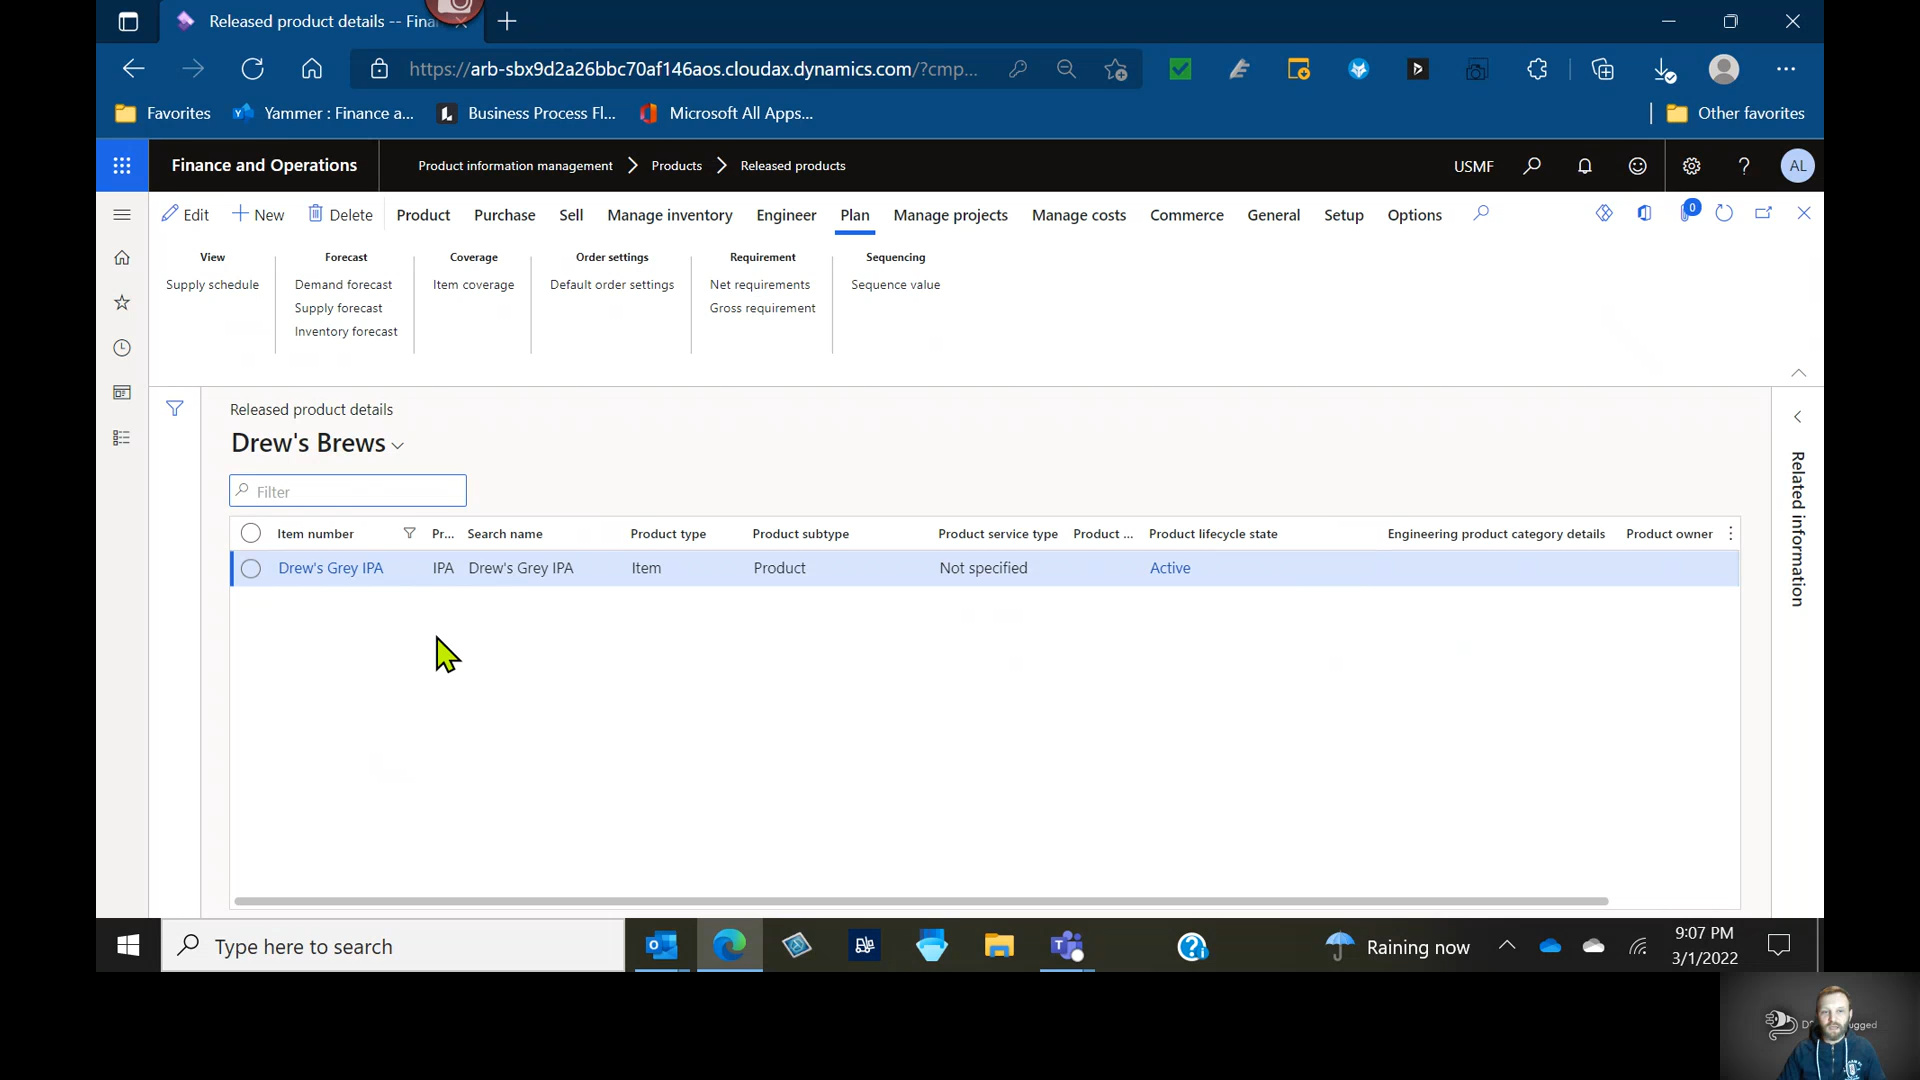 Released product details -- Fina
https://arb-sbx9d2a26bbc70af146aos.cloudax.dynamics.com/?cmp...
Favorites
Yammer : Finance a...
Business Process Fl...
Microsoft All Apps...
Other favorites
Finance and Operations
Product information management
Products
Released products
USMF
AL
Edit
New
Delete
Product
Purchase
Sell
Manage inventory
Engineer
Plan
Manage projects
Manage costs
Commerce
General
Setup
Options
0
View
Supply schedule
Forecast
Demand forecast
Supply forecast
Inventory forecast
Coverage
Item coverage
Order settings
Default order settings
Requirement
Net requirements
Gross requirement
Sequencing
Sequence value
Released product details
Drew's Brews
Filter
Item number
Pr...
Search name
Product type
Product subtype
Product service type
Product ...
Product lifecycle state
Engineering product category details
Product owner
Drew's Grey IPA
IPA
Drew's Grey IPA
Item
Product
Not specified
Active
Related information
Type here to search
Raining now
9:07 PM
3/1/2022